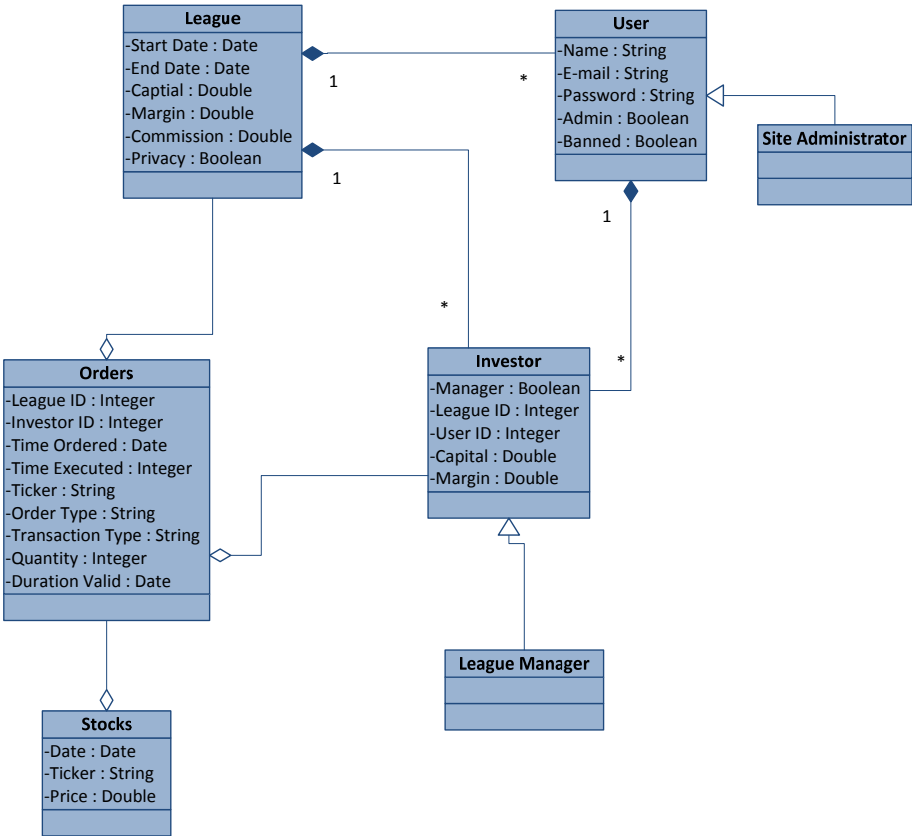 League
-Start Date : Date
-End Date : Date
-Captial : Double
-Margin : Double
-Commission : Double
-Privacy : Boolean
User
-Name : String
-E-mail : String
-Password : String
-Admin : Boolean
-Banned : Boolean
Site Administrator
1
*
1
*
1
*
Orders
-League ID : Integer
-Investor ID : Integer
-Time Ordered : Date
-Time Executed : Integer
-Ticker : String
-Order Type : String
-Transaction Type : String
-Quantity : Integer
-Duration Valid : Date
Investor
-Manager : Boolean
-League ID : Integer
-User ID : Integer
-Capital : Double
-Margin : Double
League Manager
Stocks
-Date : Date
-Ticker : String
-Price : Double